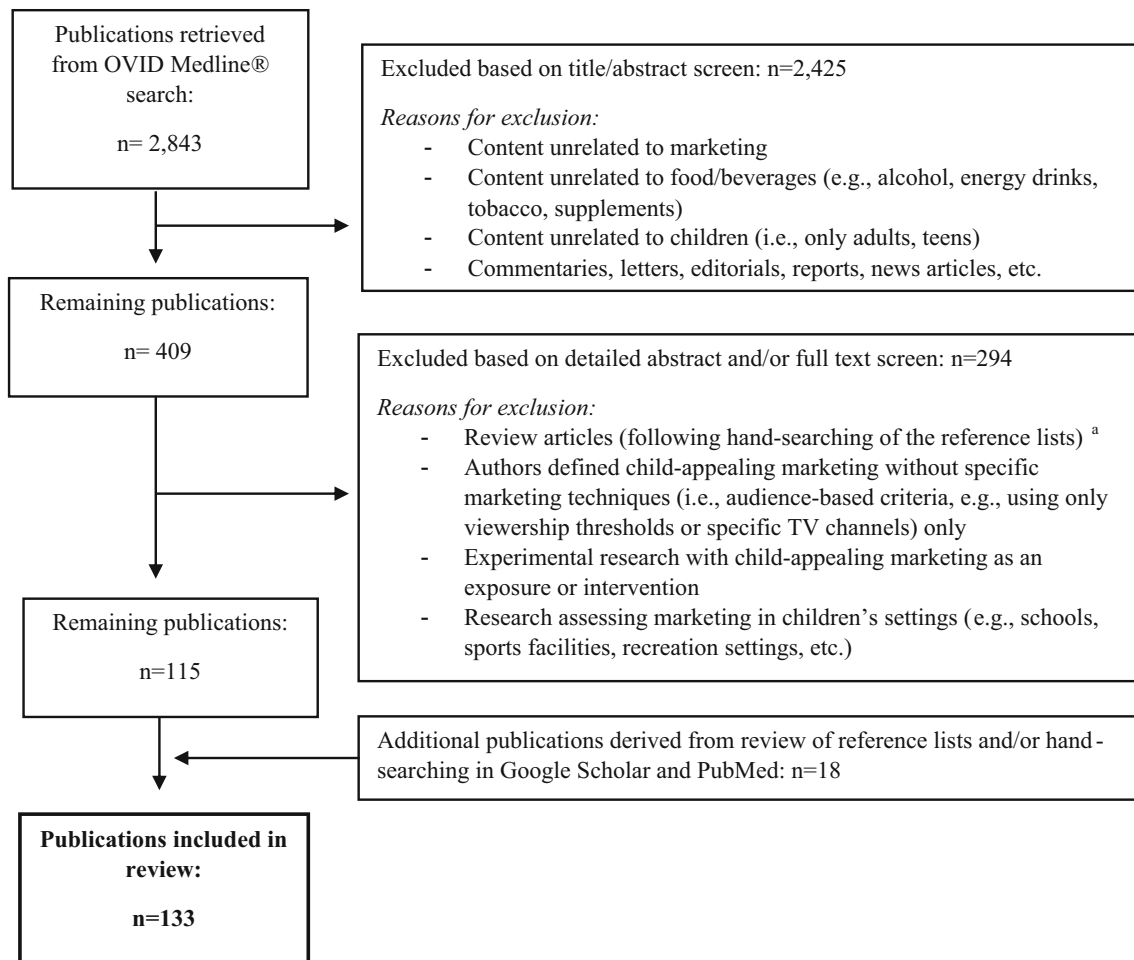 Publications retrieved
from OVID Medline®
search:
n= 2,843
Excluded based on title/abstract screen: n=2,425
Reasons for exclusion:
- Content unrelated to marketing
- Content unrelated to food/beverages (e.g., alcohol, energy drinks,
tobacco, supplements)
- Content unrelated to children (i.e., only adults, teens)
- Commentaries, letters, editorials, reports, news articles, etc.
Remaining publications:
n= 409
Excluded based on detailed abstract and/or full text screen: n=294
Reasons for exclusion:
- Review articles (following hand-searching of the reference lists) a
- Authors defined child-appealing marketing without specific
marketing techniques (i.e., audience-based criteria, e.g., using only
viewership thresholds or specific TV channels) only
- Experimental research with child-appealing marketing as an
exposure or intervention
- Research assessing marketing in children's settings (e.g., schools,
sports facilities, recreation settings, etc.)
Remaining publications:
n=115
Additional publications derived from review of reference lists and/or hand-
searching in Google Scholar and PubMed: n=18
Publications included in
review:
n=133